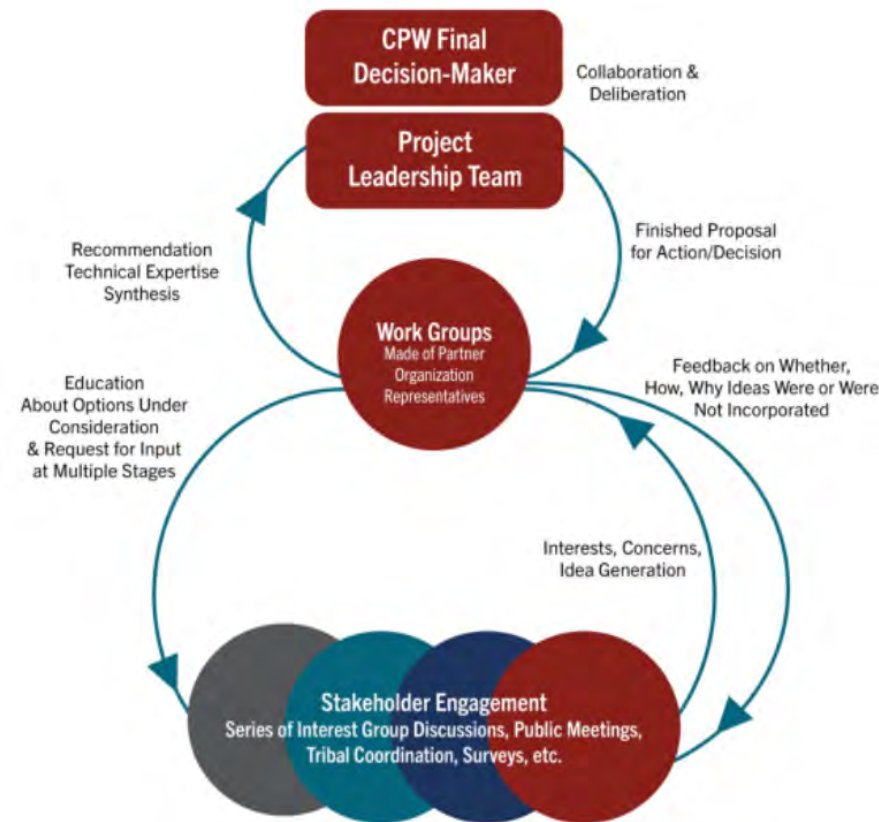 CPW Final
Decision-Maker
Collaboration &
Deliberation
Project
Leadership Team
Recommendation
Technical Expertise
Synthesis
Finished Proposal
for Action/Decision
Work Groups
Made of Partner
Organization
Representatives
Education
About Options Under
Consideration
& Request for Input
at Multiple Stages
Feedback on Whether,
How, Why Ideas Were or Were
Not Incorporated
Interests, Concerns,
Idea Generation
Stakeholder Engagement
Series of Interest Group Discussions, Public Meetings,
Tribal Coordination, Surveys, etc.